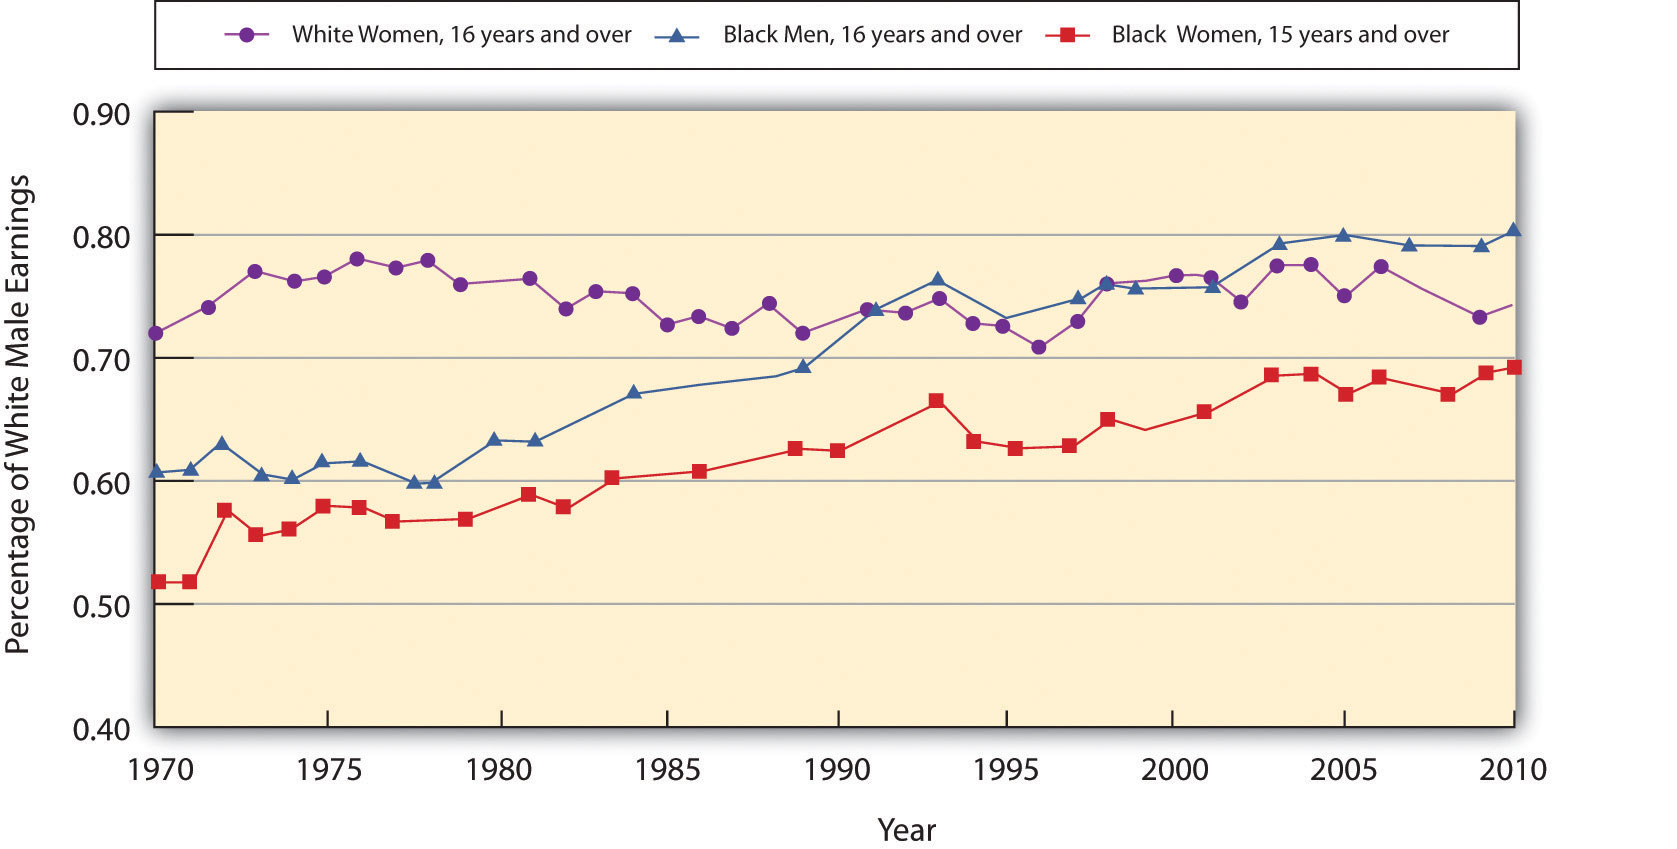 White Women, 16 years and over Black Men, 16 years and over Black Women, 15 years and over
Percentage of White Male Earnings
0.90
0.80
0.70
0.60
0.50
0.40
1970 1975 1980 1985 1990 1995 2000 2005 2010
Year